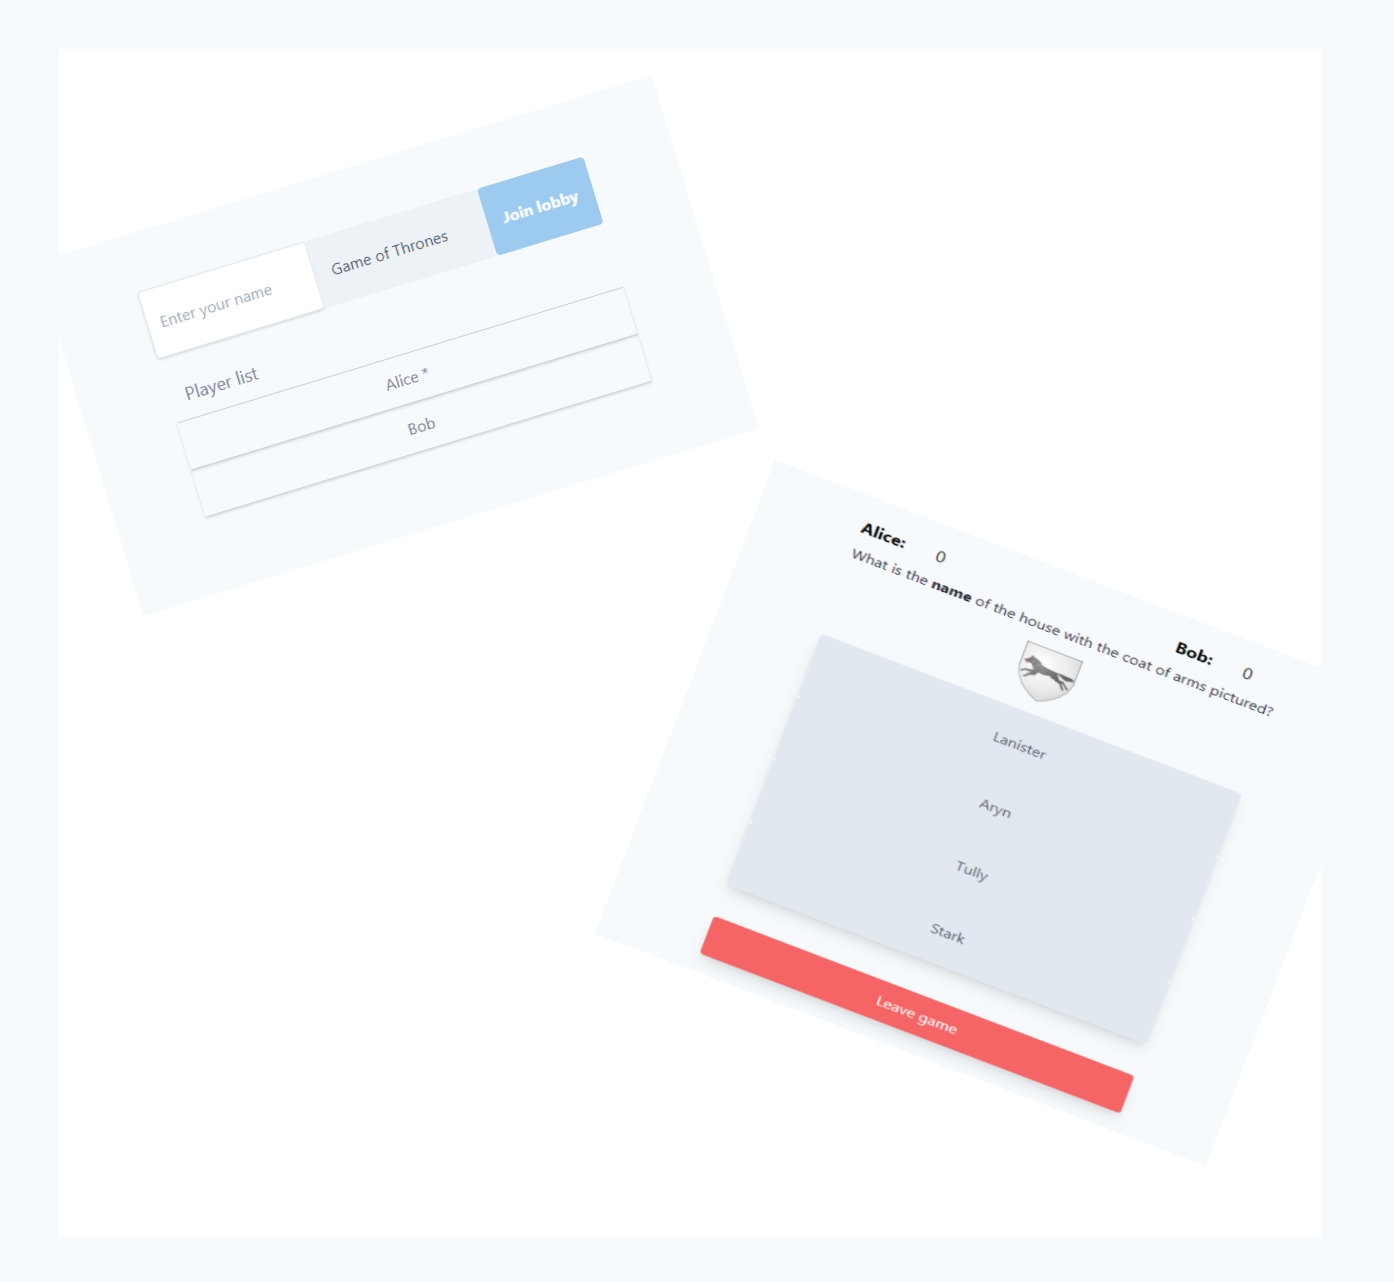 Enter your name
Game of Thrones
Join lobby
Player list
Alice *
Bob
Alice: 0
Bob: 0
What is the name of the house with the coat of arms pictured?
Lanister
Aryn
Tully
Stark
Leave game